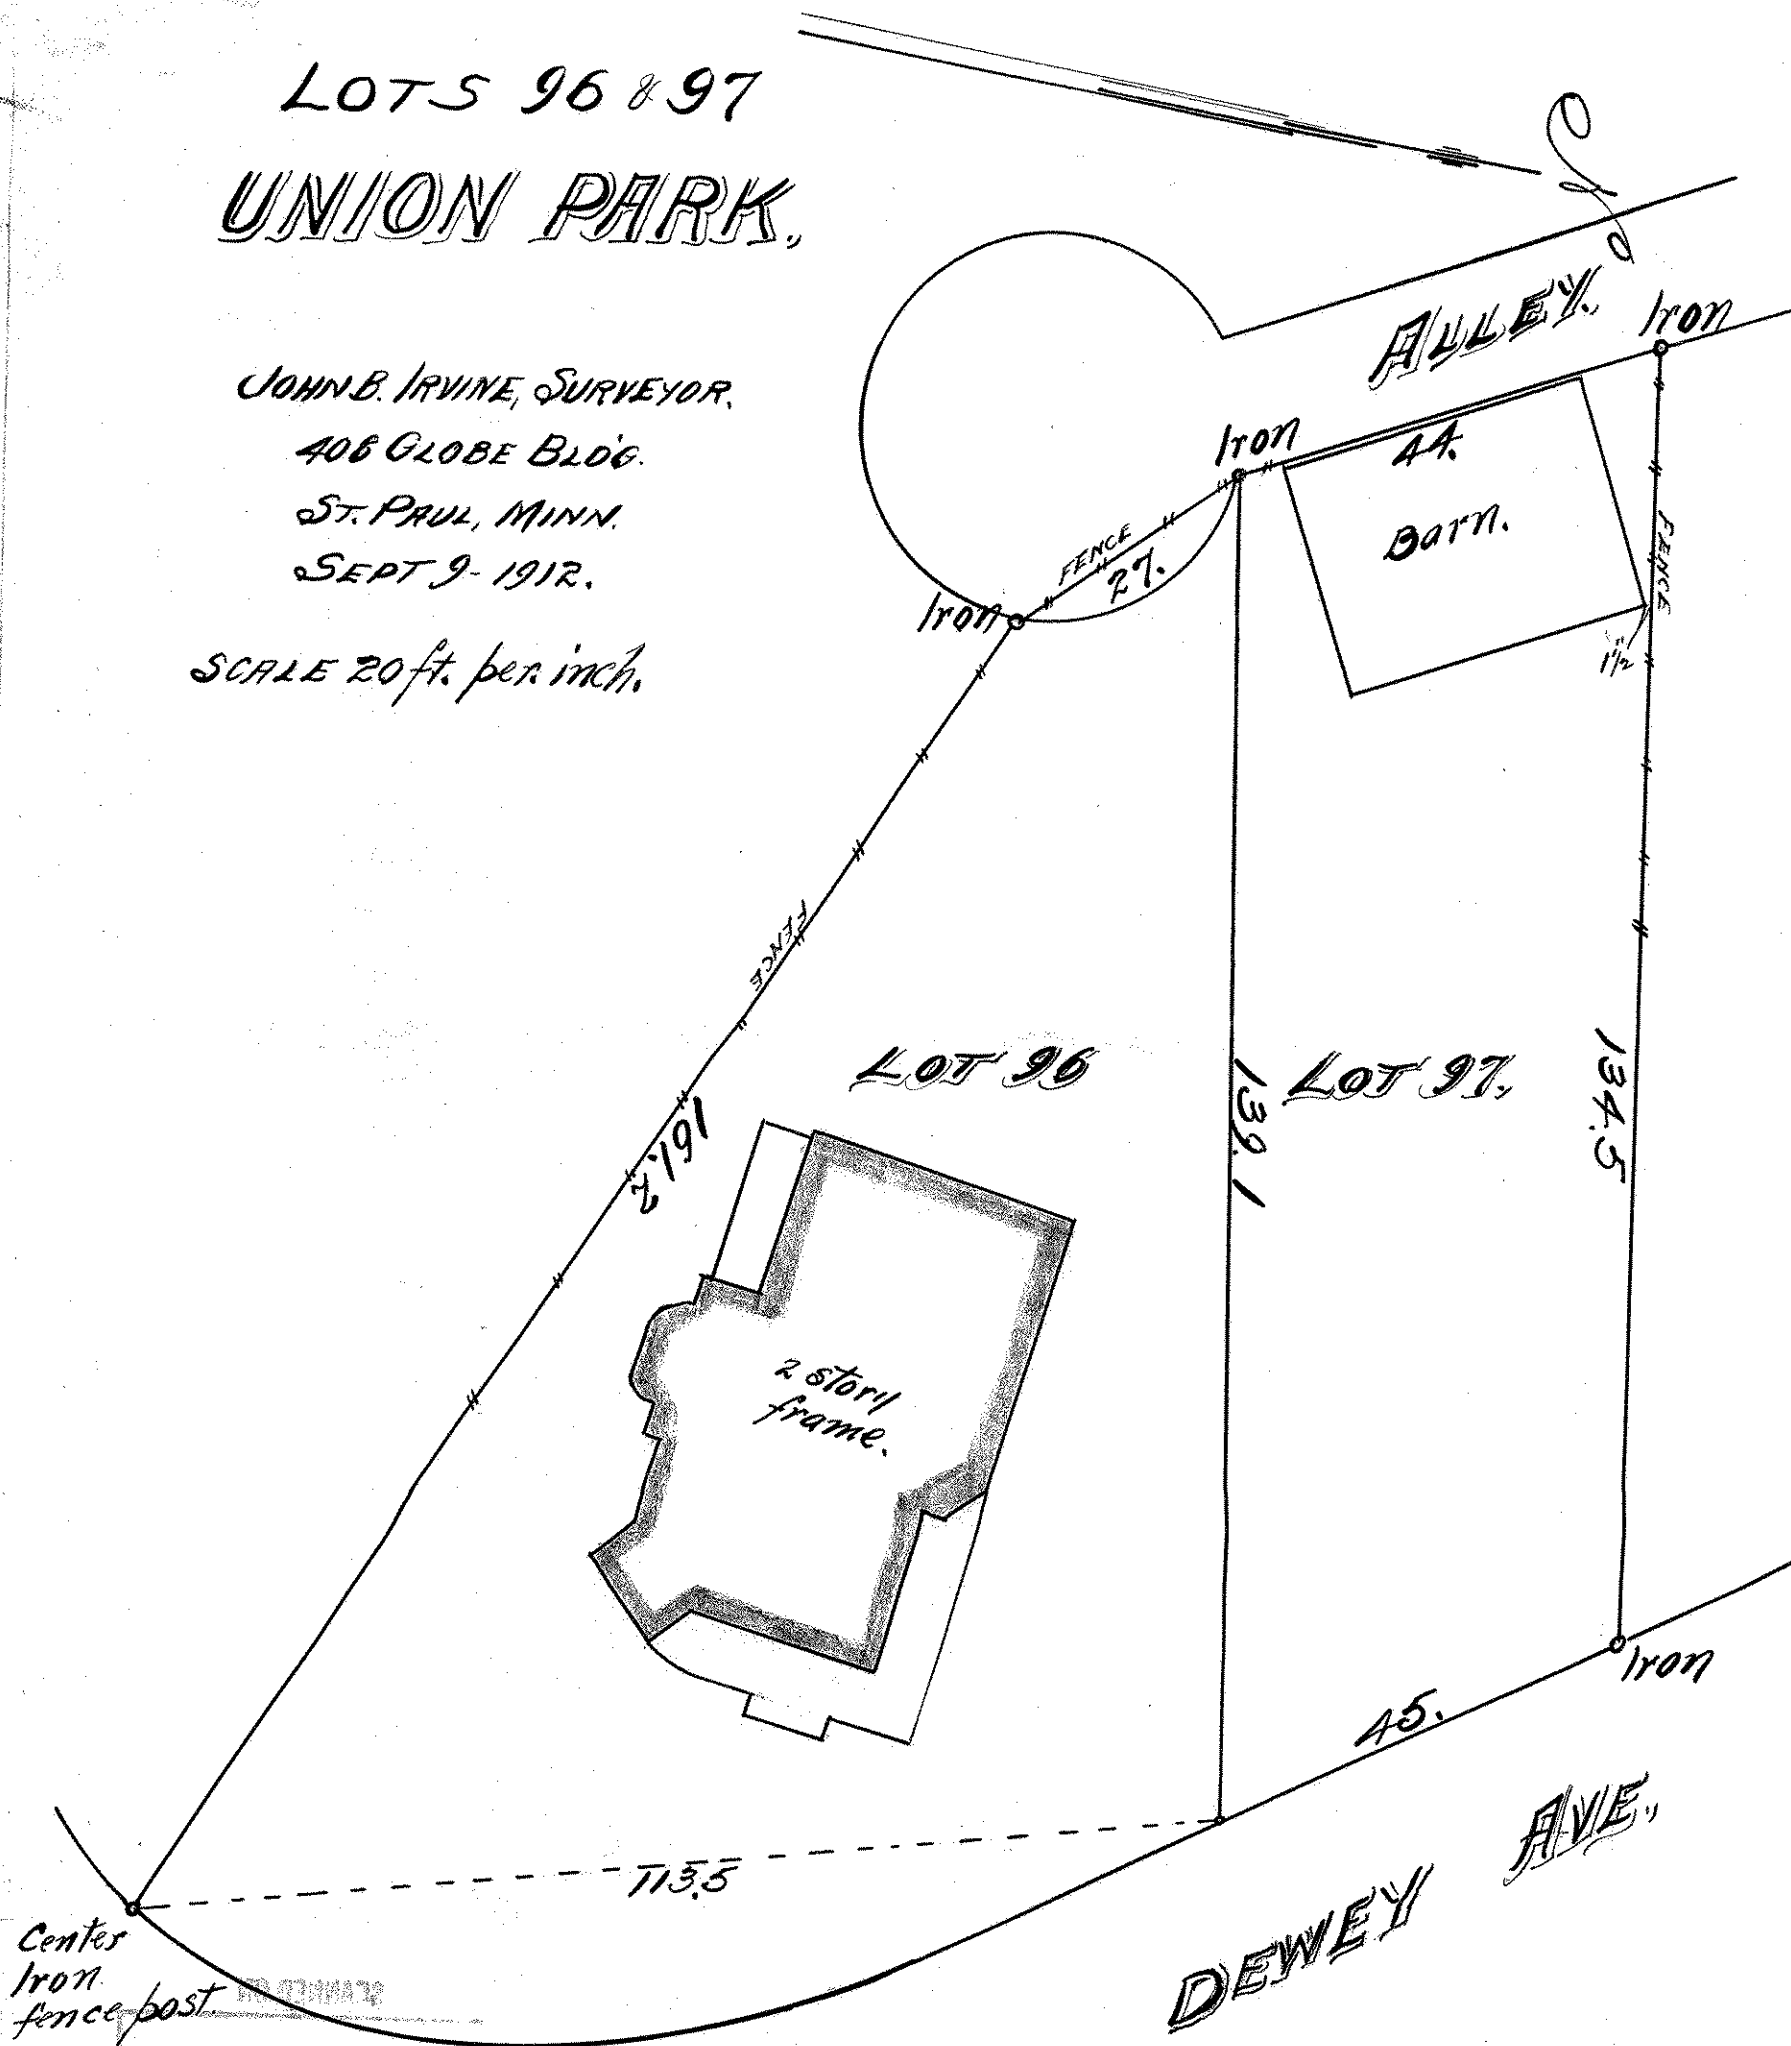 LOTS 96 & 97
UNION PARK.
JOHN B. IRVINE, SURVEYOR.
406 GLOBE BLD'G.
ST. PAUL, MINN.
SEPT 9 - 1912.
SCALE 20 ft. per. inch.
ALLEY.
Iron
Iron
44.
Barn.
FENCE
27.
Iron
FENCE
1 1/2"
FENCE
LOT 96
LOT 97.
161.2
139.1
134.5
2 story
frame.
Iron
45.
113.5
DEWEY AVE.
Center
Iron
fence post.